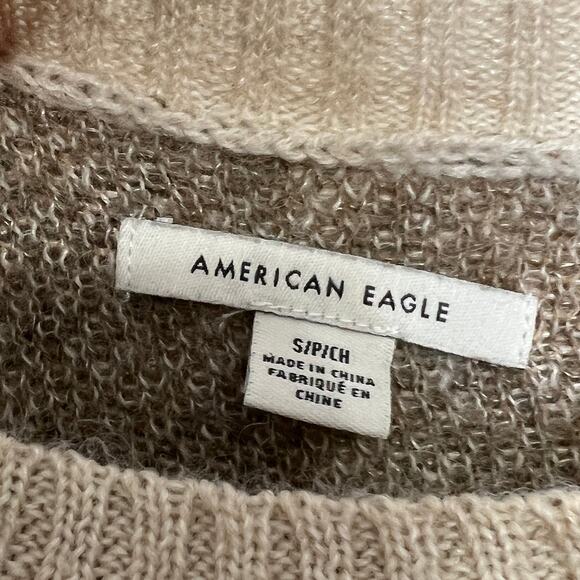 AMERICAN EAGLE
S/P/CH
MADE IN CHINA
FABRIQUÉ EN
CHINE